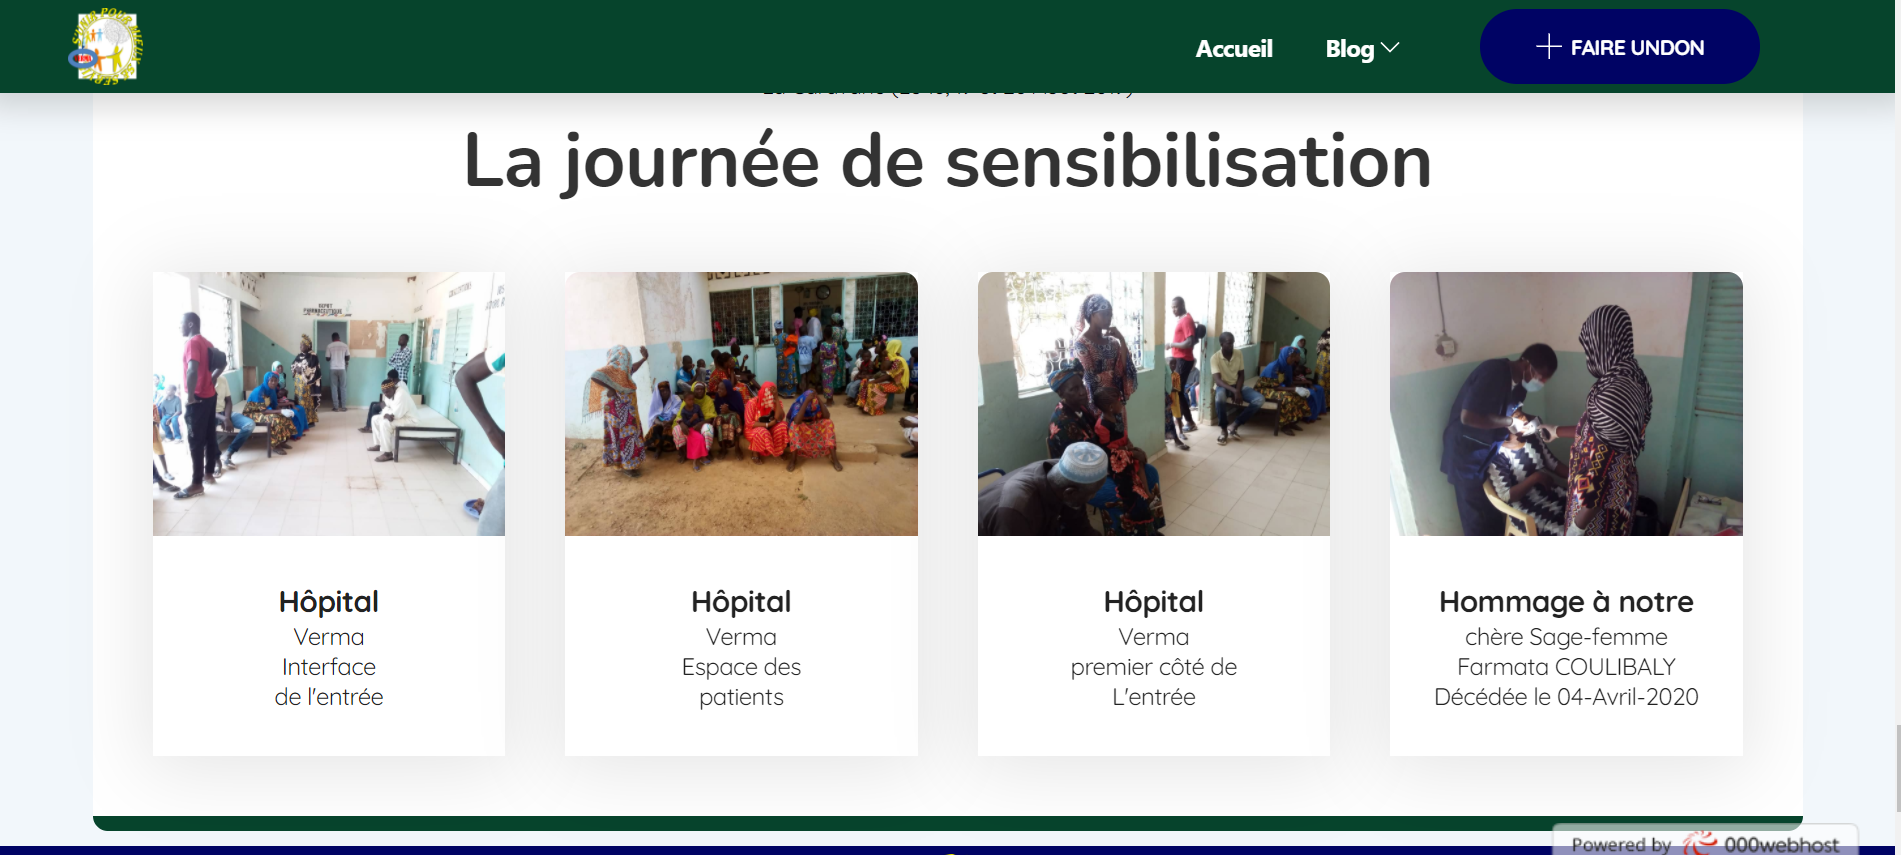 Accueil
Blog
FAIRE UNDON
La journée de sensibilisation
DEPOT
PHARMACEUTIQUE
Hôpital
Verma
Interface
de l'entrée
Hôpital
Verma
Espace des
patients
Hôpital
Verma
premier côté de
L'entrée
Hommage à notre
chère Sage-femme
Farmata COULIBALY
Décédée le 04-Avril-2020
Powered by 000webhost